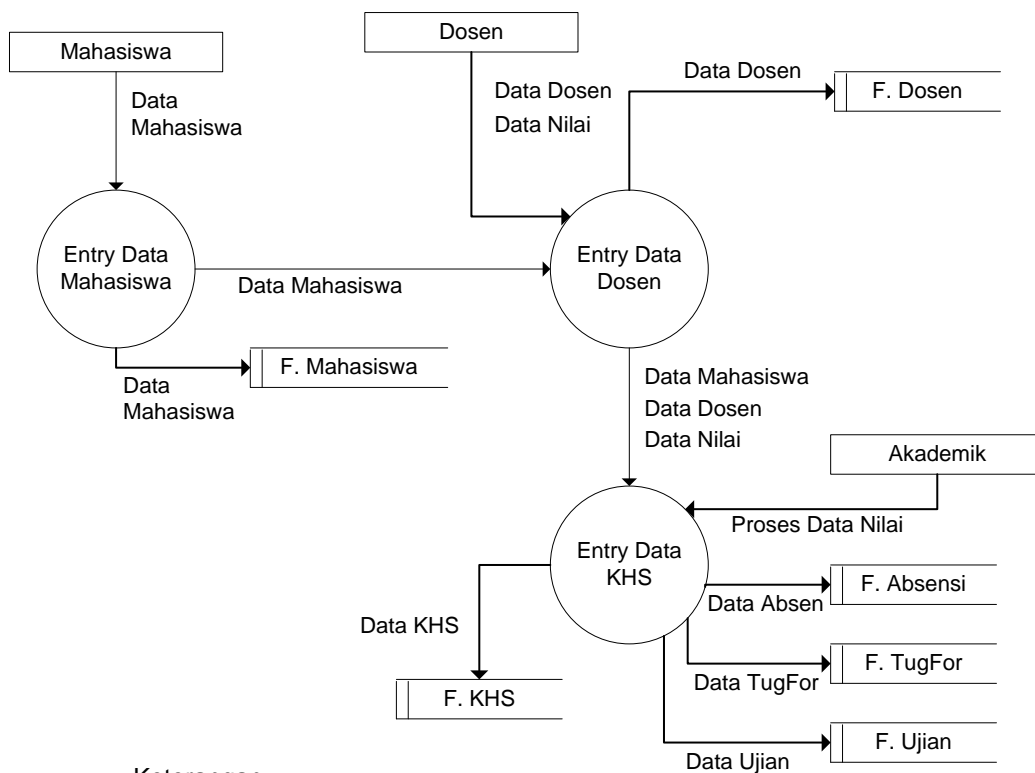 Mahasiswa
Dosen
Data
Mahasiswa
Data Dosen
Data Nilai
Data Dosen
F. Dosen
Entry Data
Mahasiswa
Data Mahasiswa
Entry Data
Dosen
F. Mahasiswa
Data
Mahasiswa
Data Mahasiswa
Data Dosen
Data Nilai
Akademik
Proses Data Nilai
Entry Data
KHS
F. Absensi
Data Absen
Data KHS
F. TugFor
Data TugFor
F. KHS
F. Ujian
Data Ujian
Keterangan